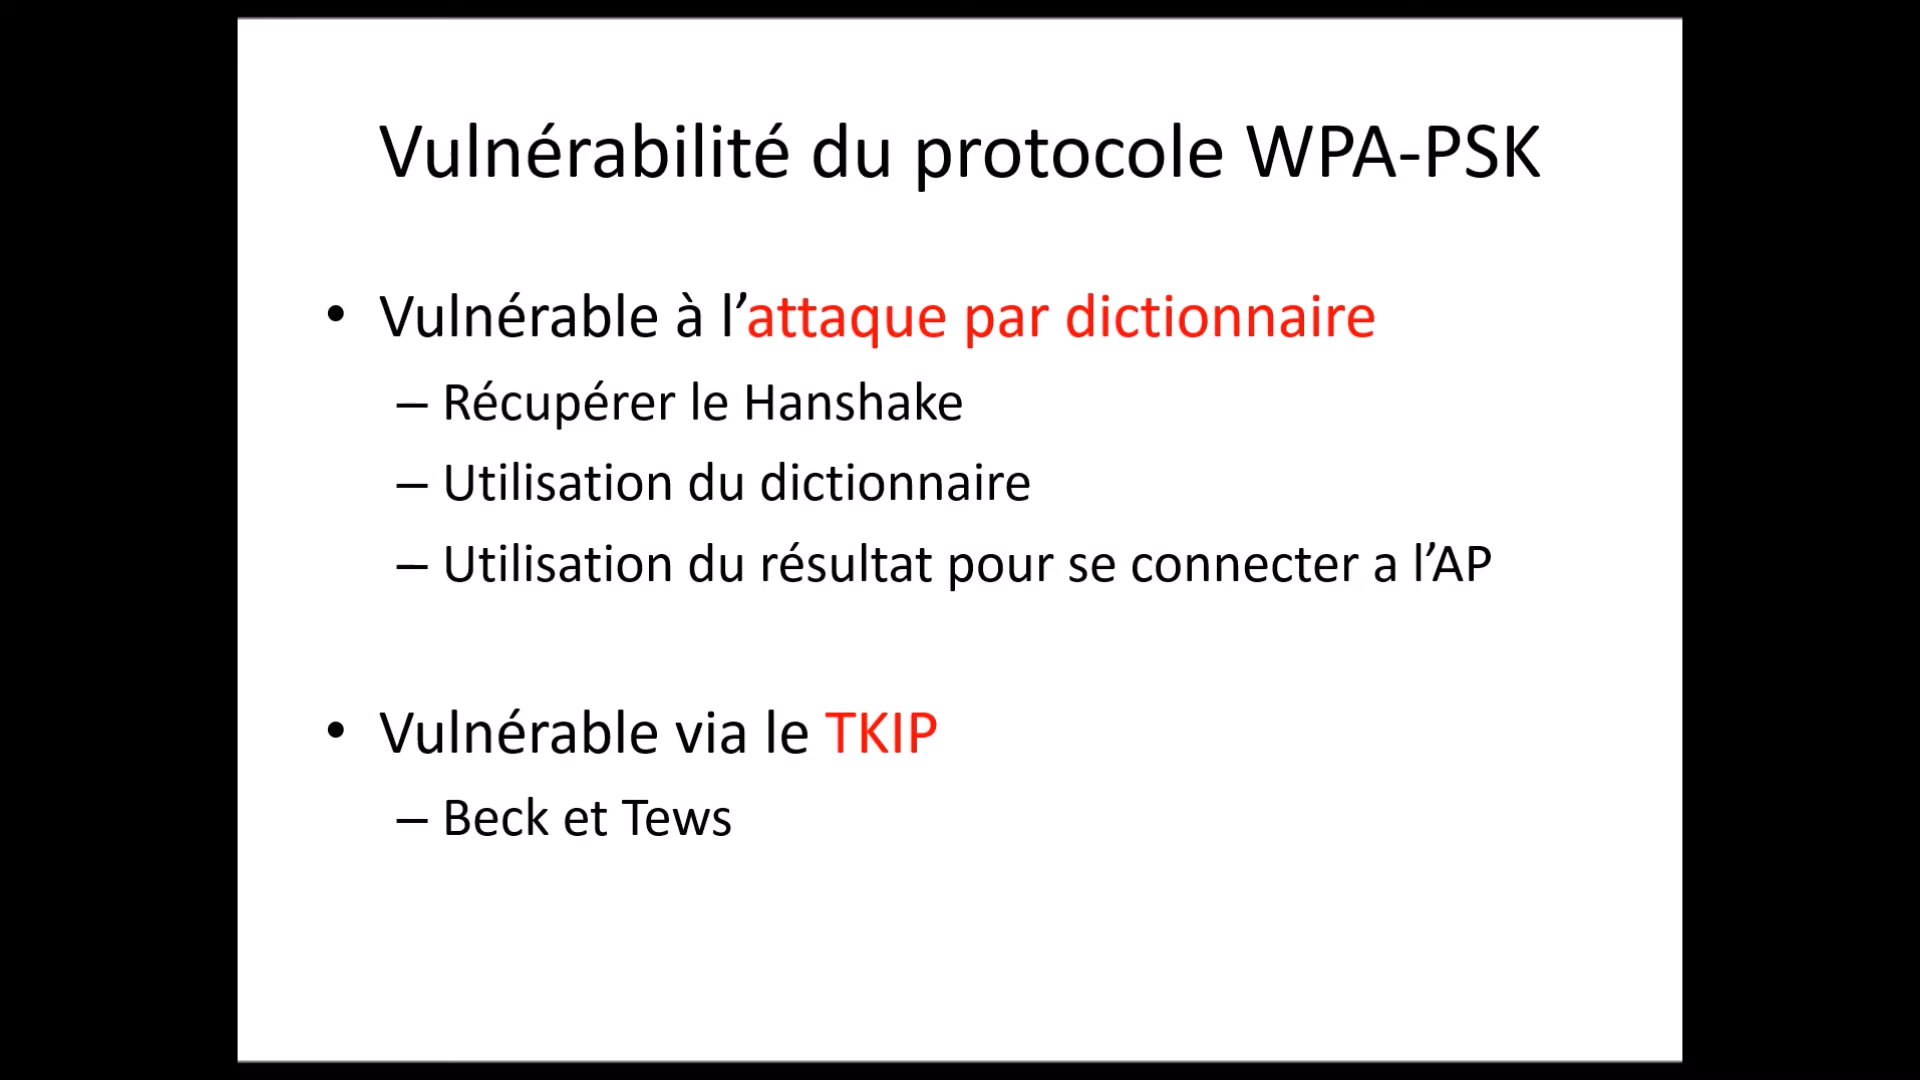 Vulnérabilité du protocole WPA-PSK
• Vulnérable à l’attaque par dictionnaire
– Récupérer le Hanshake
– Utilisation du dictionnaire
– Utilisation du résultat pour se connecter a l’AP
• Vulnérable via le TKIP
– Beck et Tews